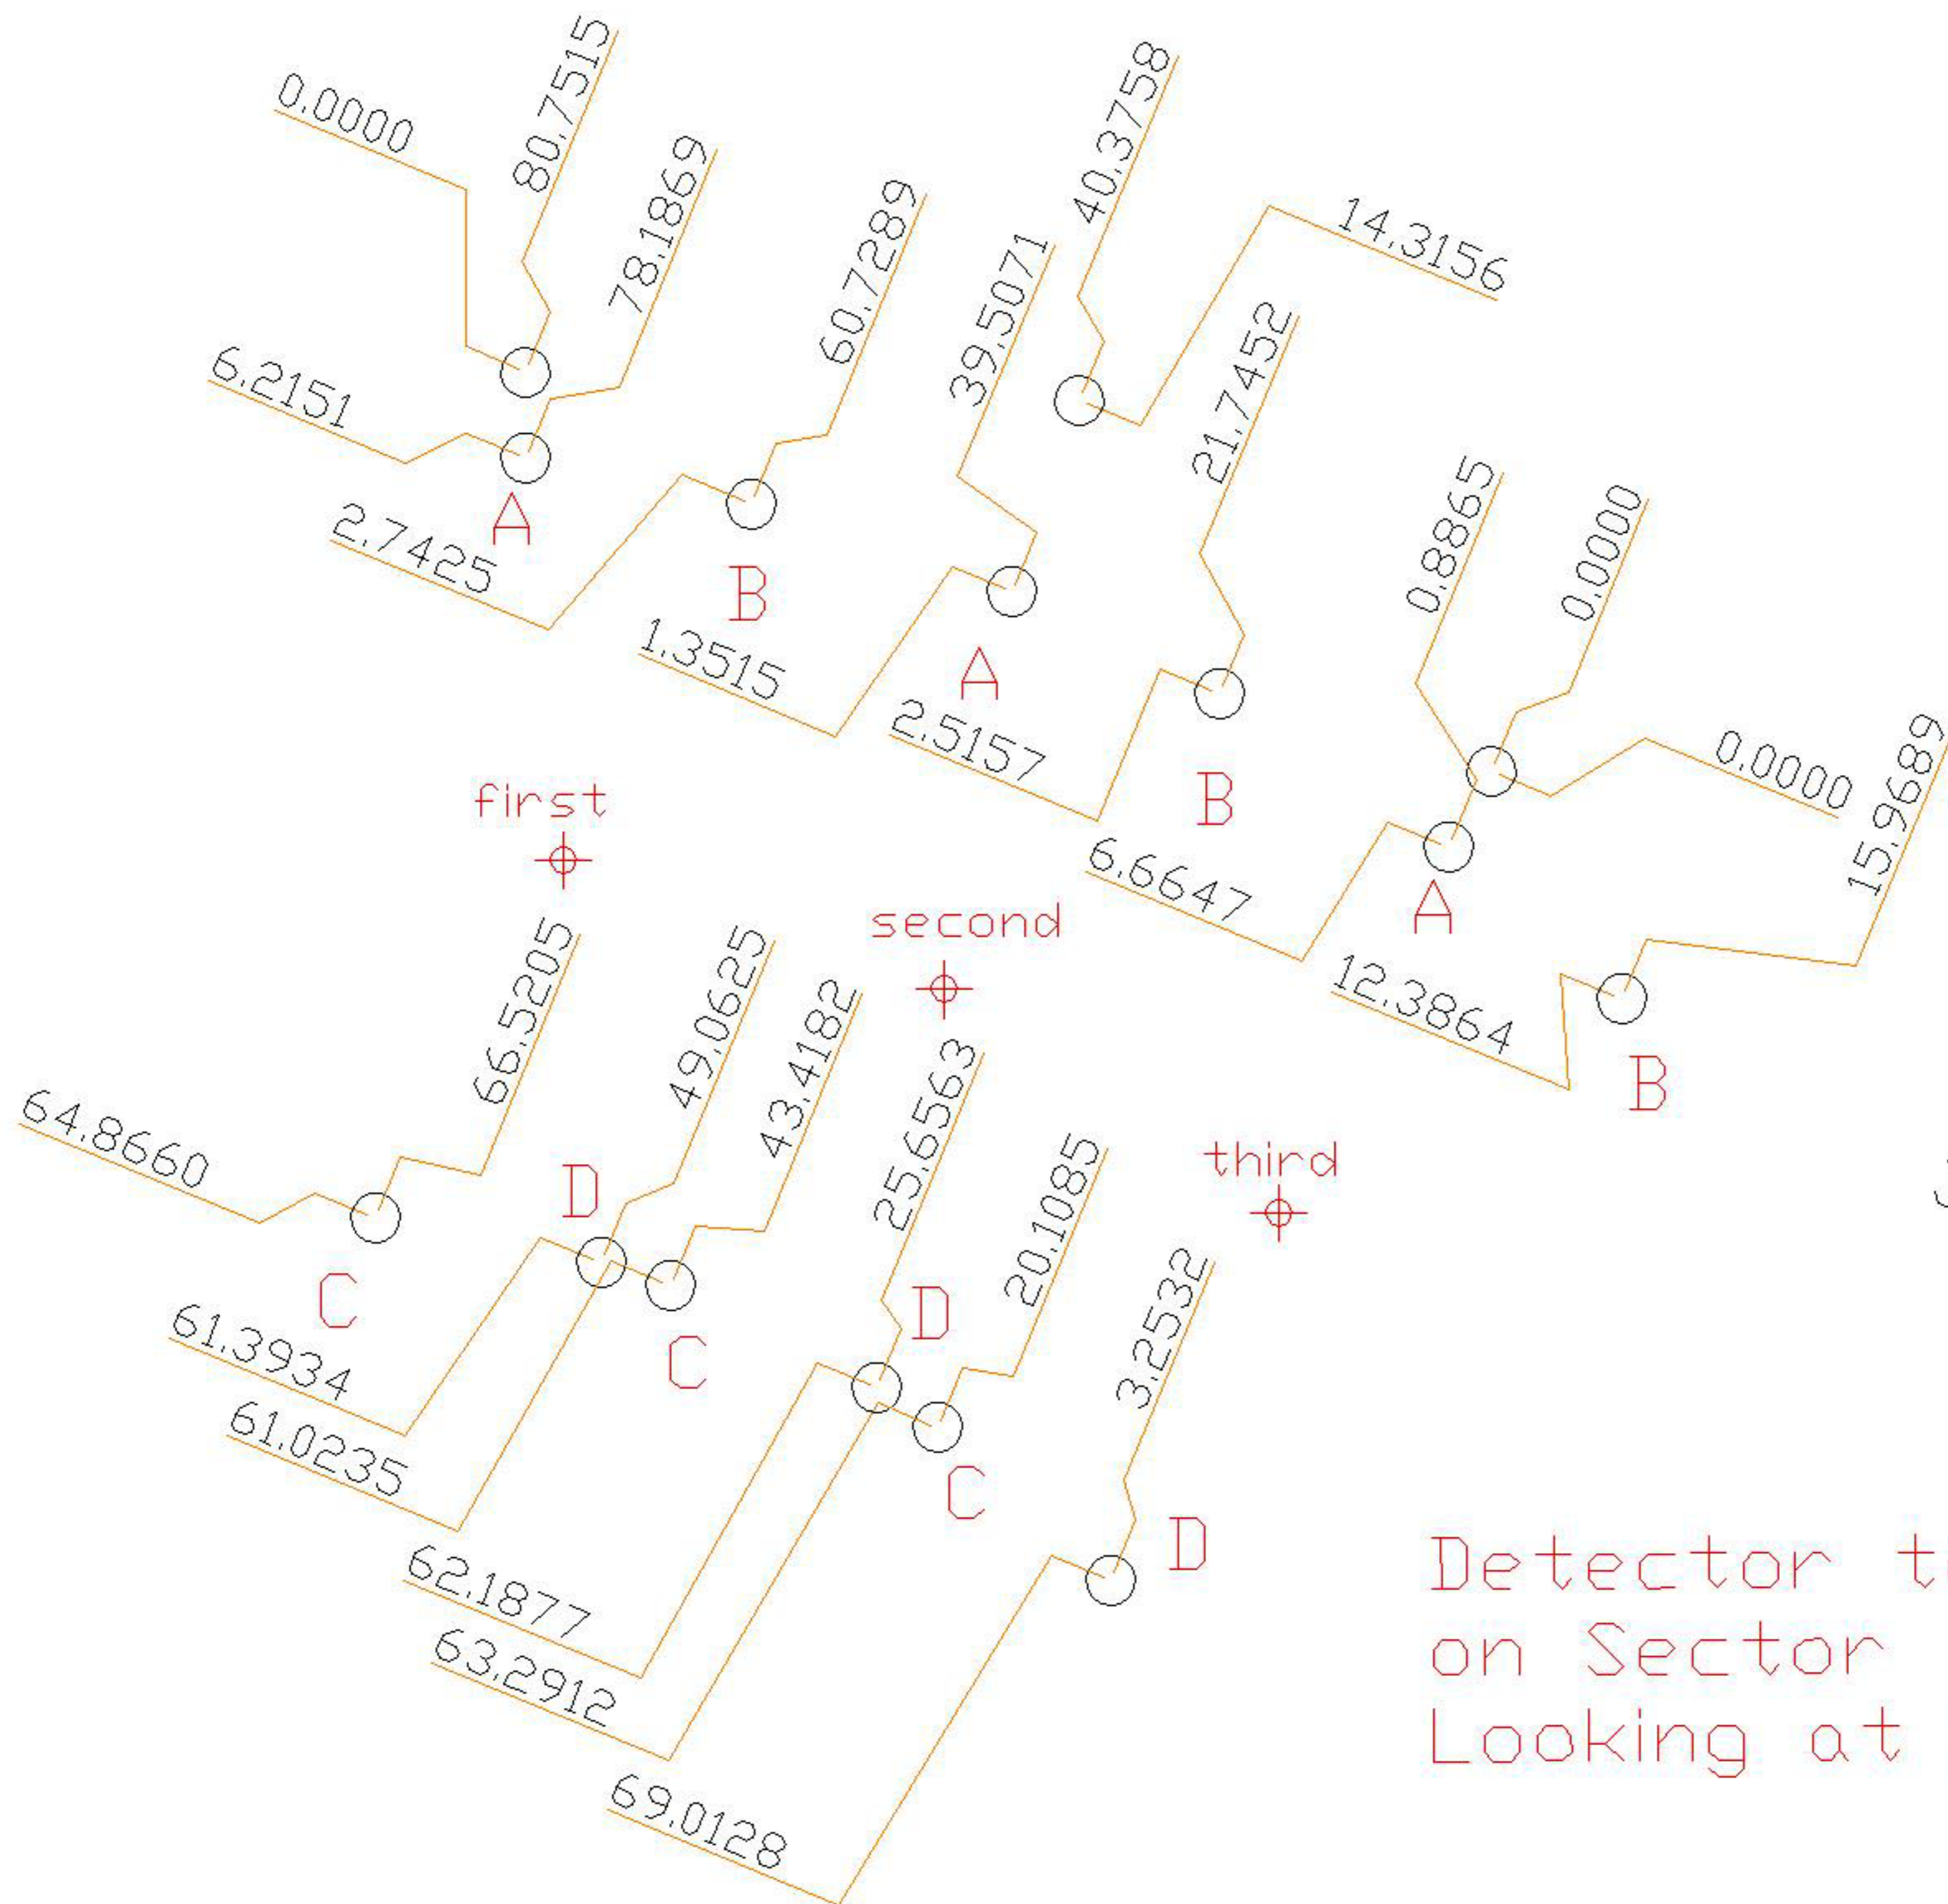 0.0000
80.7515
78.1869
6.2151
A
60.7289
2.7425
B
39.5071
1.3515
A
40.3758
14.3156
21.7452
2.5157
B
0.8865
0.0000
0.0000
6.6647
A
15.9689
12.3864
B
first
second
third
66.5205
64.8660
C
49.0625
D
61.3934
43.4182
C
61.0235
25.6563
D
62.1877
20.1085
C
63.2912
3.2532
D
69.0128
Detector
on Sector
Looking at